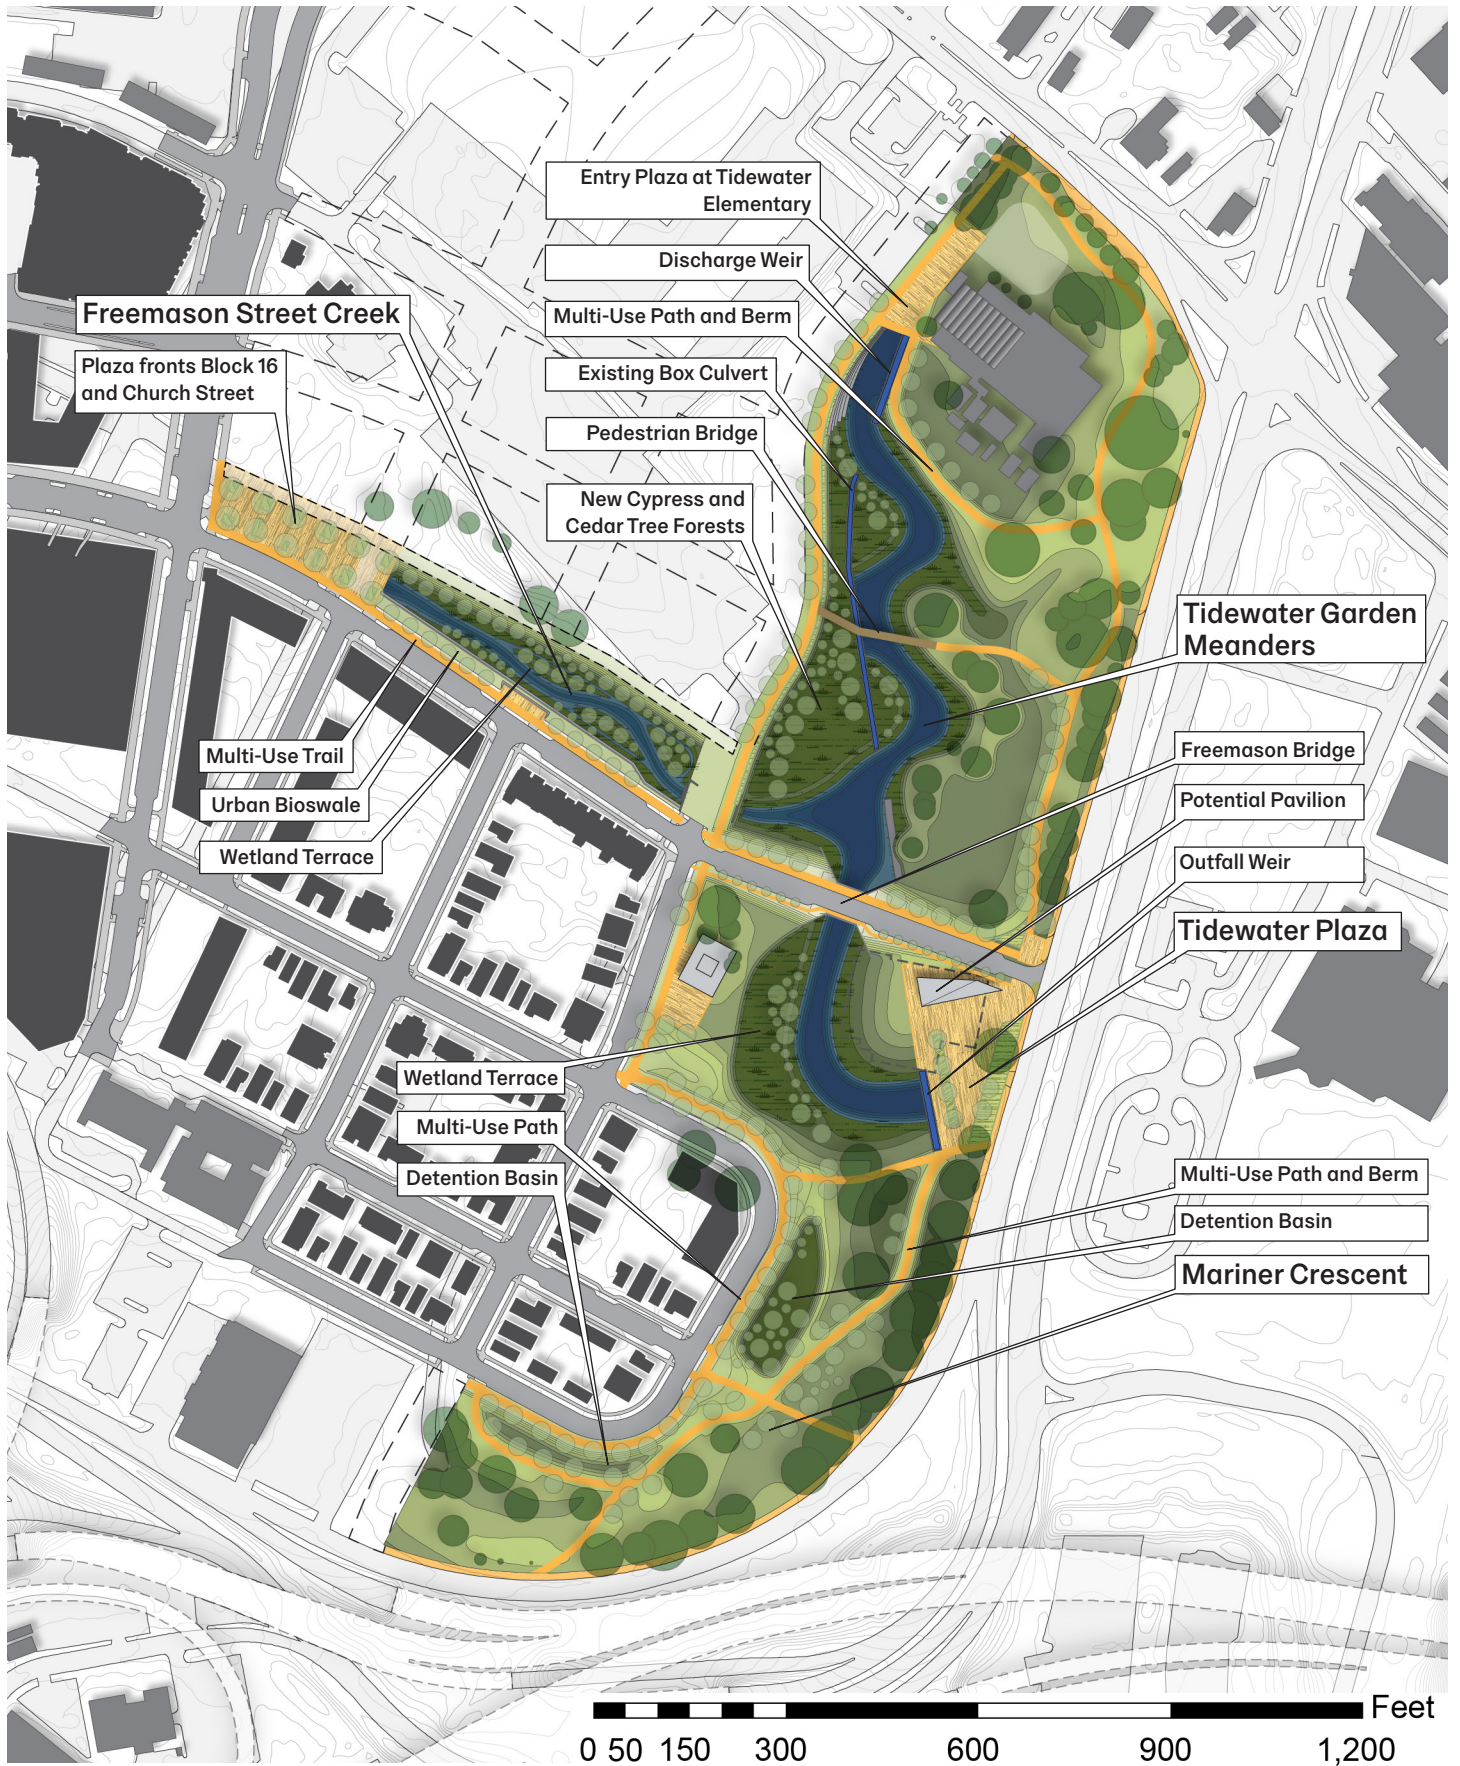 Entry Plaza at Tidewater
Elementary
Discharge Weir
Multi-Use Path and Berm
Existing Box Culvert
Pedestrian Bridge
New Cypress and
Cedar Tree Forests
Freemason Street Creek
Plaza fronts Block 16
and Church Street
Multi-Use Trail
Urban Bioswale
Wetland Terrace
Tidewater Garden
Meanders
Freemason Bridge
Potential Pavilion
Outfall Weir
Tidewater Plaza
Wetland Terrace
Multi-Use Path
Detention Basin
Multi-Use Path and Berm
Detention Basin
Mariner Crescent
Feet
0 50 150 300 600 900 1,200